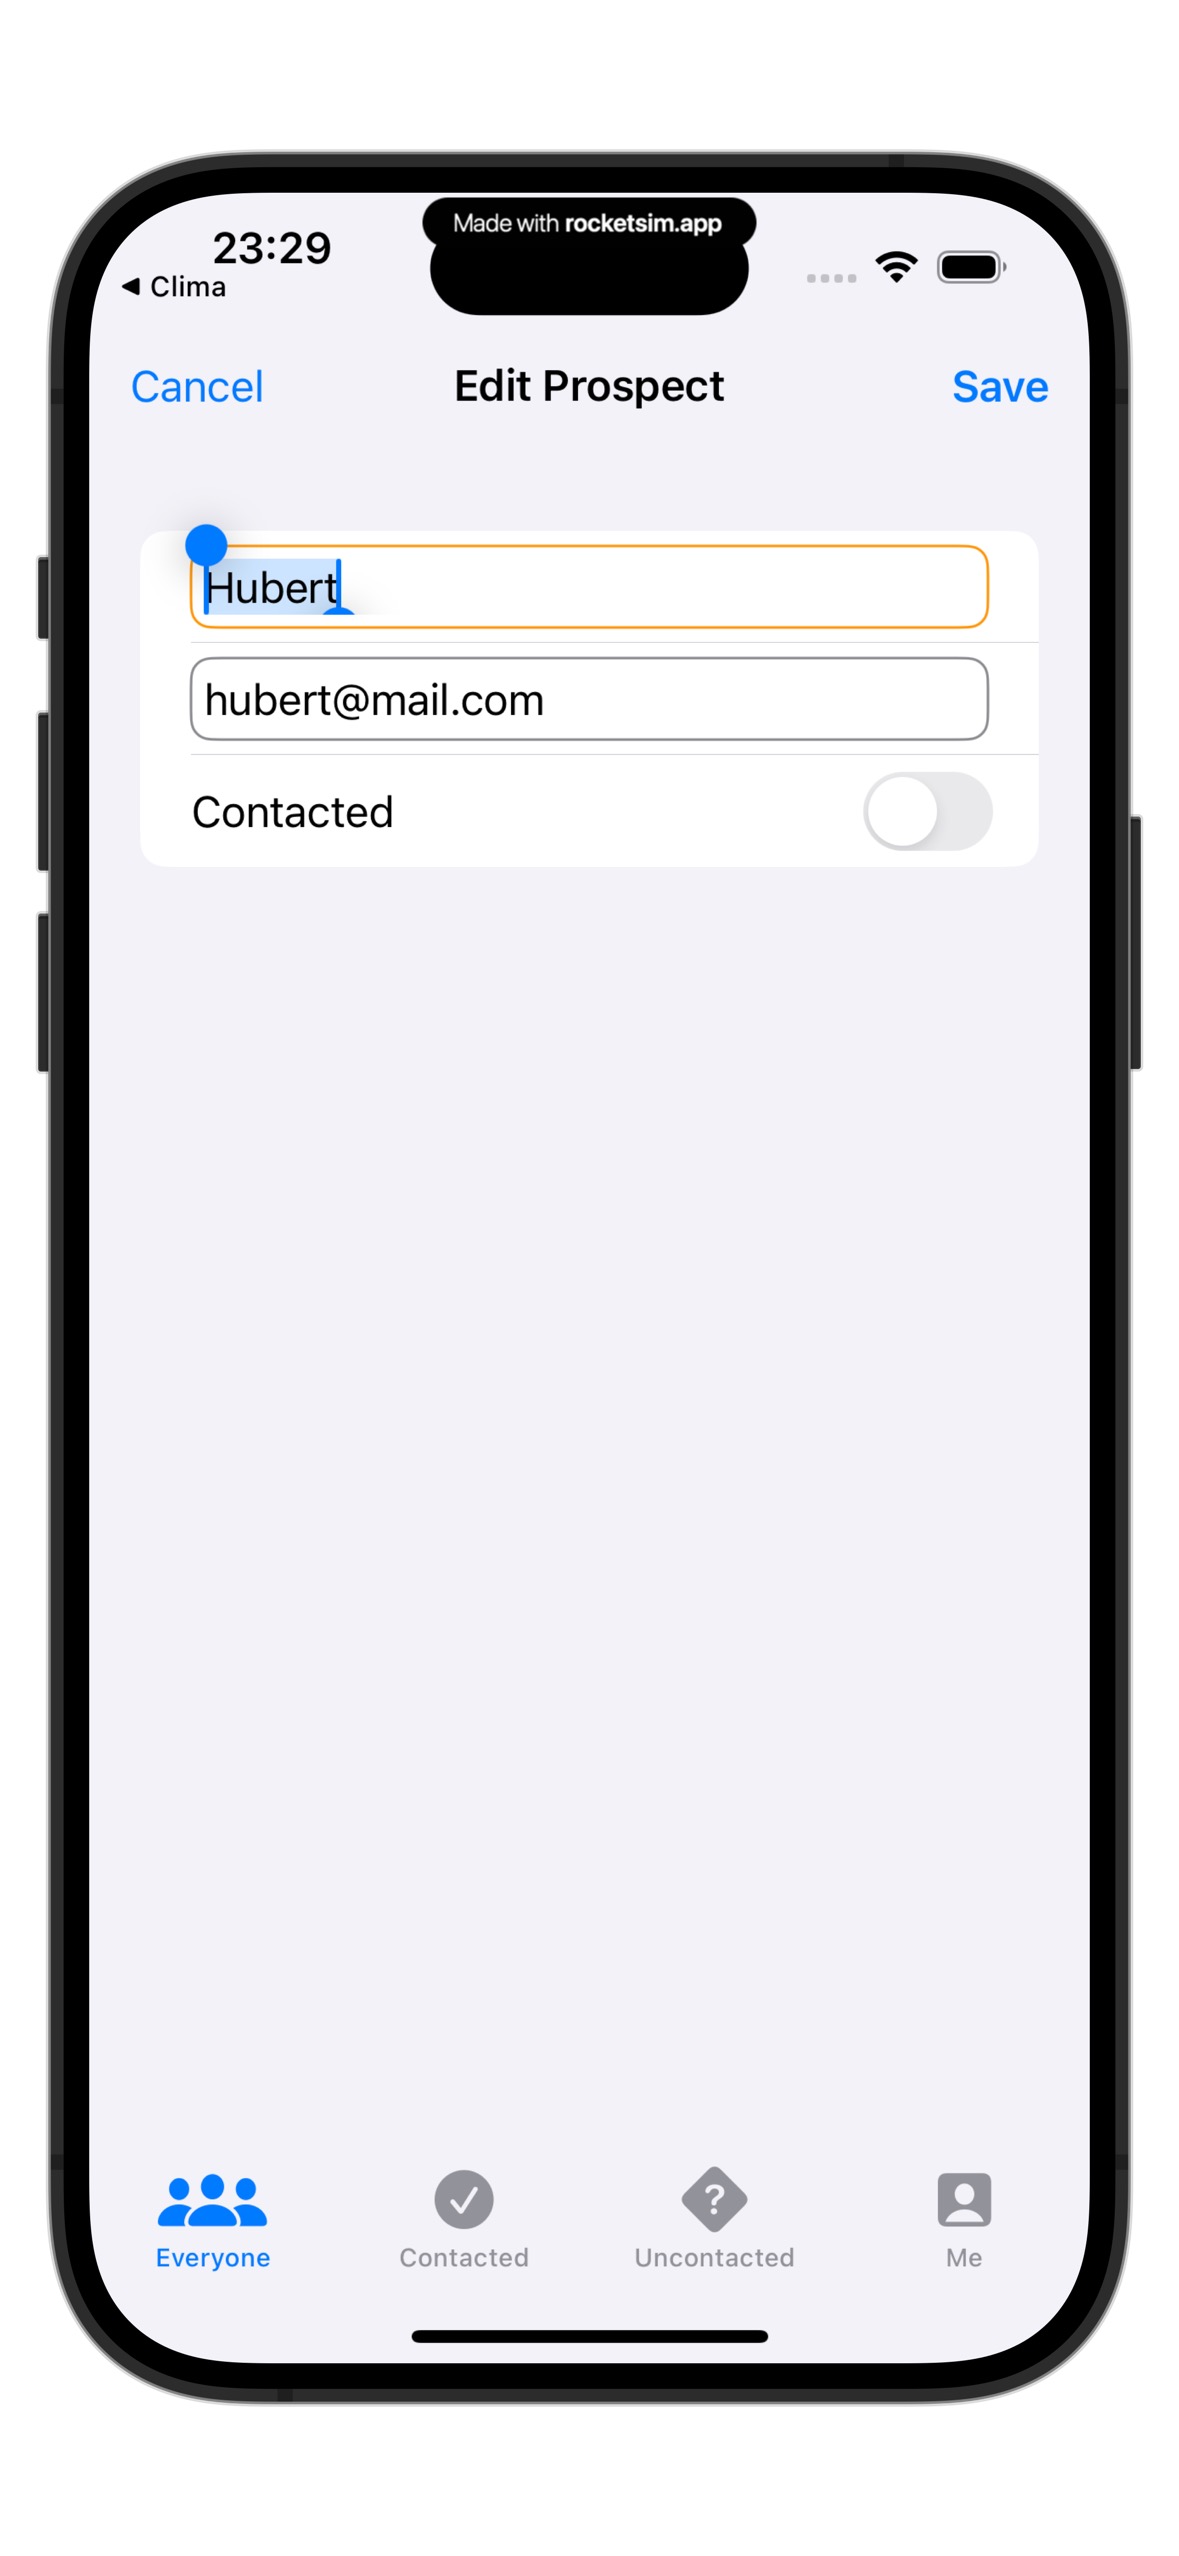 Made with rocketsim.app
23:29
◀ Clima
Cancel
Edit Prospect
Save
Hubert
hubert@mail.com
Contacted
Everyone
Contacted
Uncontacted
Me